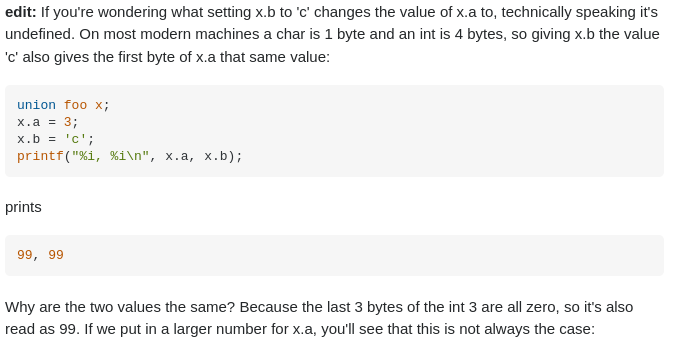 edit: If you're wondering what setting x.b to 'c' changes the value of x.a to, technically speaking it's
undefined. On most modern machines a char is 1 byte and an int is 4 bytes, so giving x.b the value
'c' also gives the first byte of x.a that same value:
union foo x;
x.a = 3;
x.b = 'c';
printf("%i, %i\n", x.a, x.b);
prints
99, 99
Why are the two values the same? Because the last 3 bytes of the int 3 are all zero, so it's also
read as 99. If we put in a larger number for x.a, you'll see that this is not always the case: